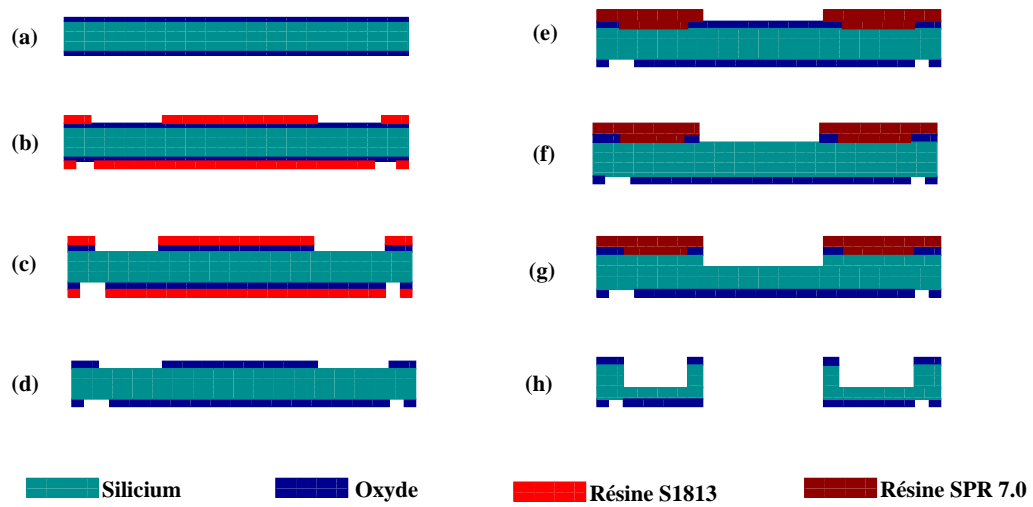 (a)
(b)
(c)
(d)
(e)
(f)
(g)
(h)
Silicium
Oxyde
Résine S1813
Résine SPR 7.0